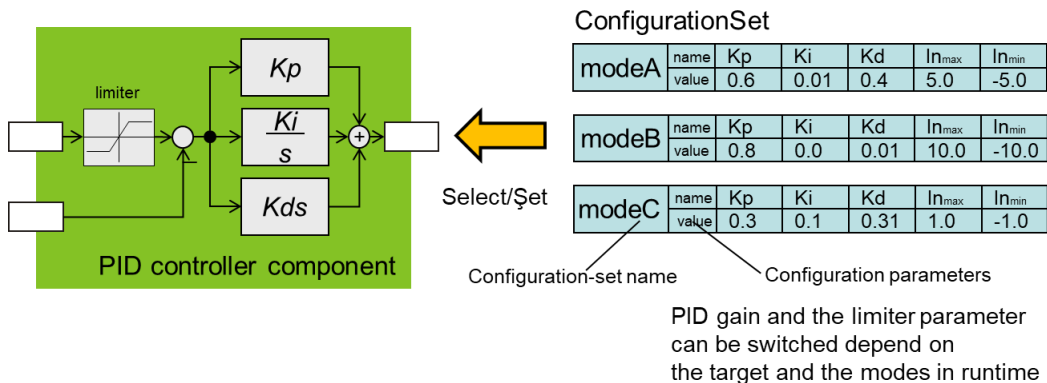 ConfigurationSet
limiter
Kp
Ki
s
Kds
+
PID controller component
Select/Şet
modeA name Kp Ki Kd Inmax Inmin
value 0.6 0.01 0.4 5.0 -5.0
modeB name Kp Ki Kd Inmax Inmin
value 0.8 0.0 0.01 10.0 -10.0
modeC name Kp Ki Kd Inmax Inmin
value 0.3 0.1 0.31 1.0 -1.0
Configuration-set name
Configuration parameters
PID gain and the limiter parameter
can be switched depend on
the target and the modes in runtime